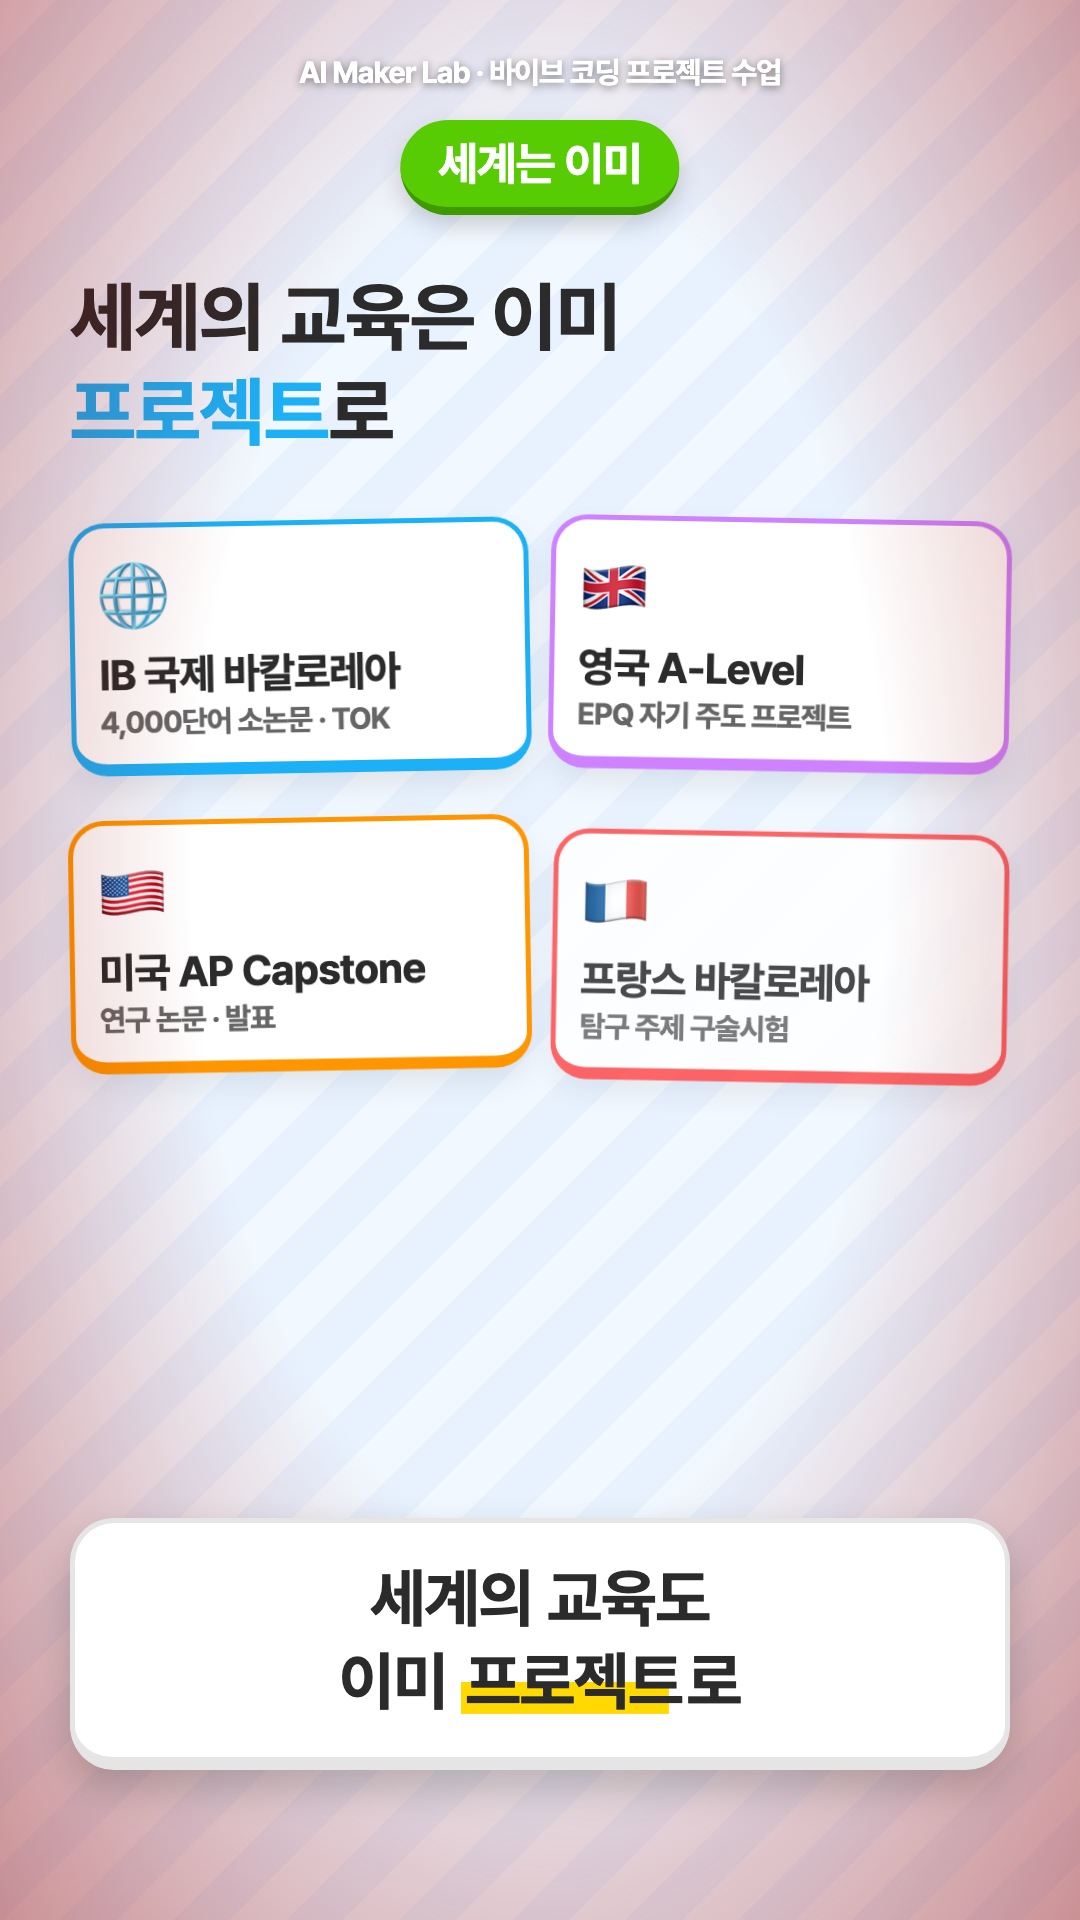 AI Maker Lab · 바이브 코딩 프로젝트 수업
세계는 이미
세계의 교육은 이미
프로젝트로
IB 국제 바칼로레아
4,000단어 소논문 · TOK
영국 A-Level
EPQ 자기 주도 프로젝트
미국 AP Capstone
연구 논문 · 발표
프랑스 바칼로레아
탐구 주제 구술시험
세계의 교육도
이미 프로젝트로